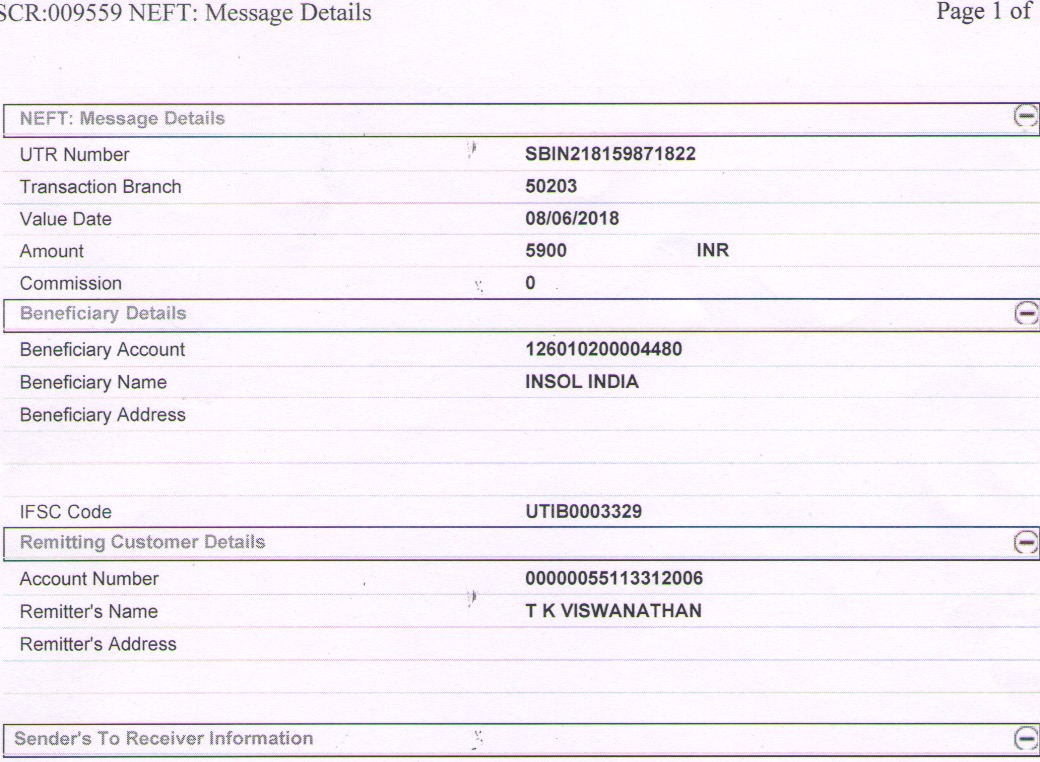 SCR:009559 NEFT: Message Details Page 1 of
NEFT: Message Details
UTR Number SBIN218159871822
Transaction Branch 50203
Value Date 08/06/2018
Amount 5900 INR
Commission 0
Beneficiary Details
Beneficiary Account 126010200004480
Beneficiary Name INSOL INDIA
Beneficiary Address
IFSC Code UTIB0003329
Remitting Customer Details
Account Number 00000055113312006
Remitter's Name T K VISWANATHAN
Remitter's Address
Sender's To Receiver Information